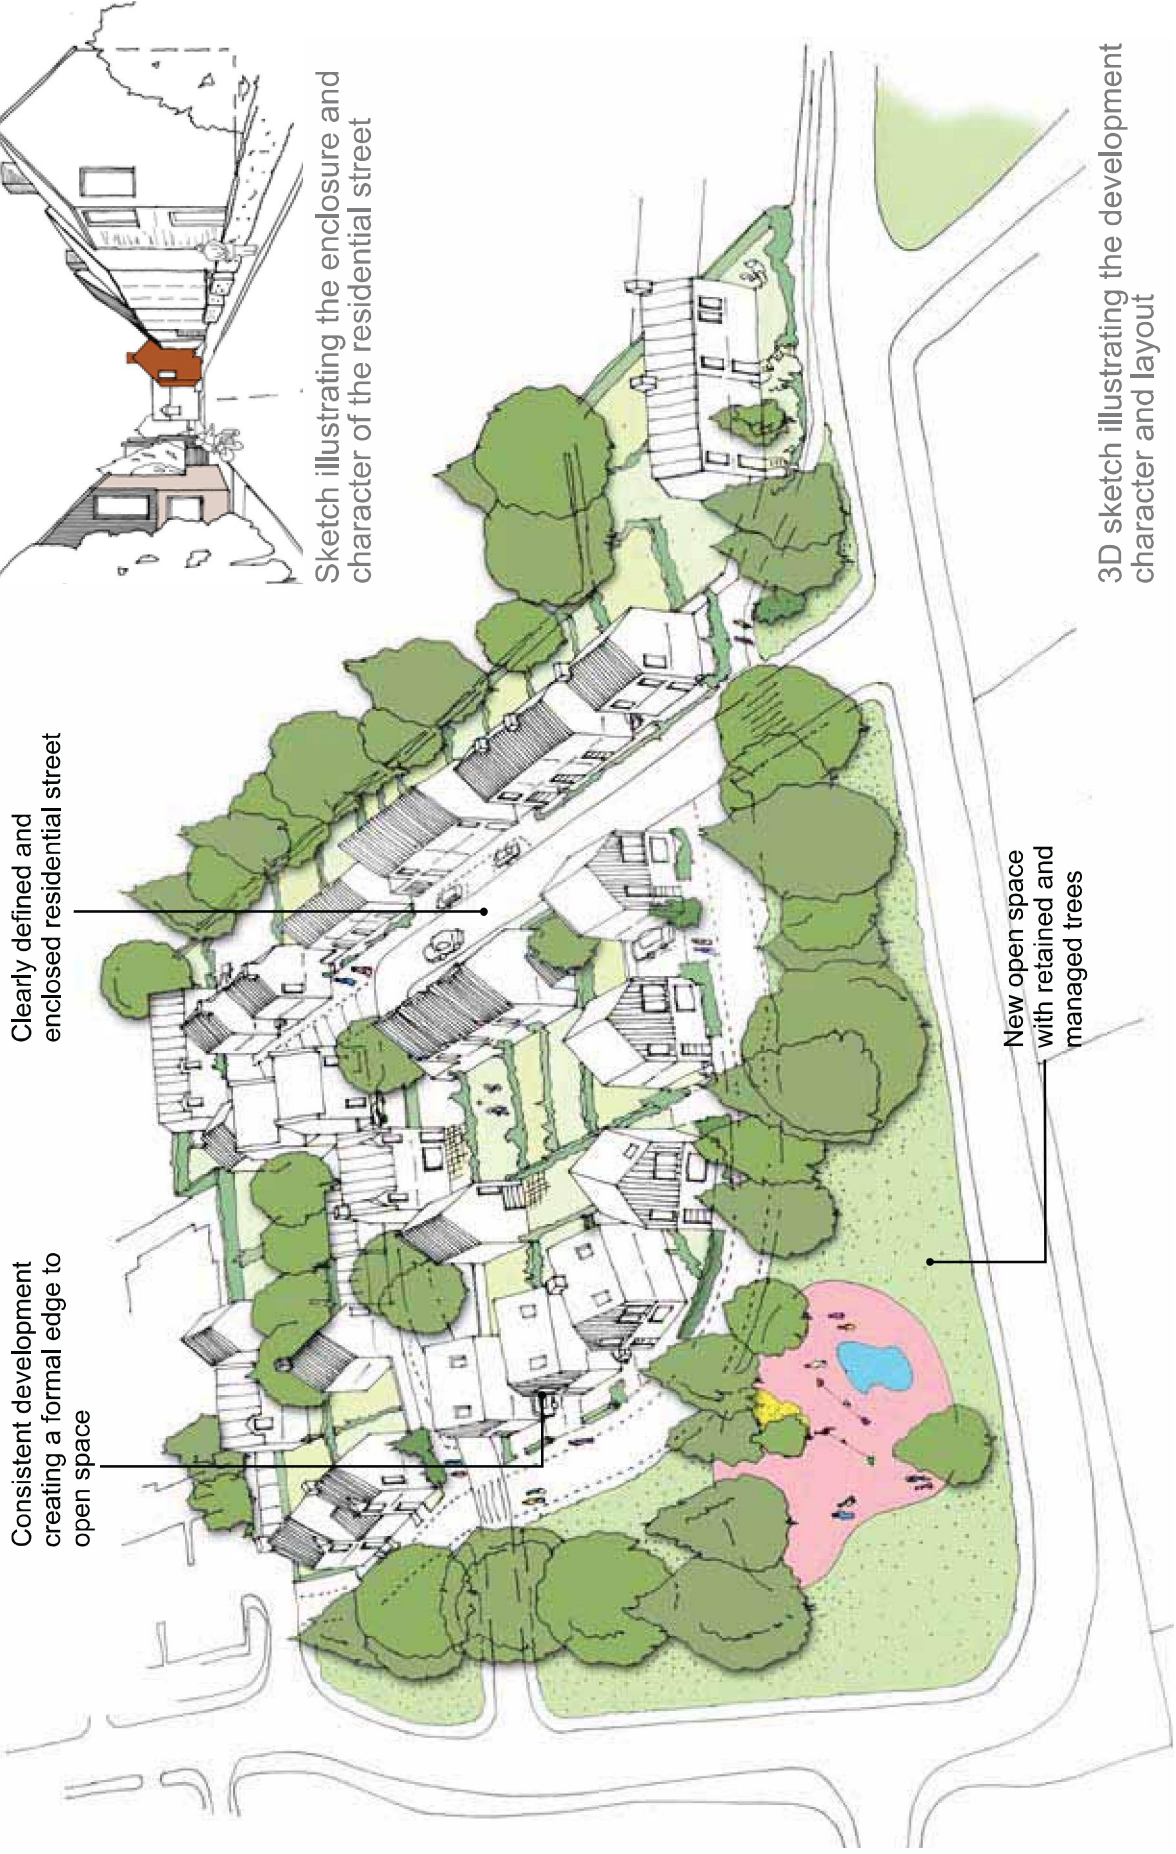 Consistent development
creating a formal edge to
open space
Clearly defined and
enclosed residential street
Sketch illustrating the enclosure and
character of the residential street
New open space
with retained and
managed trees
3D sketch illustrating the development
character and layout